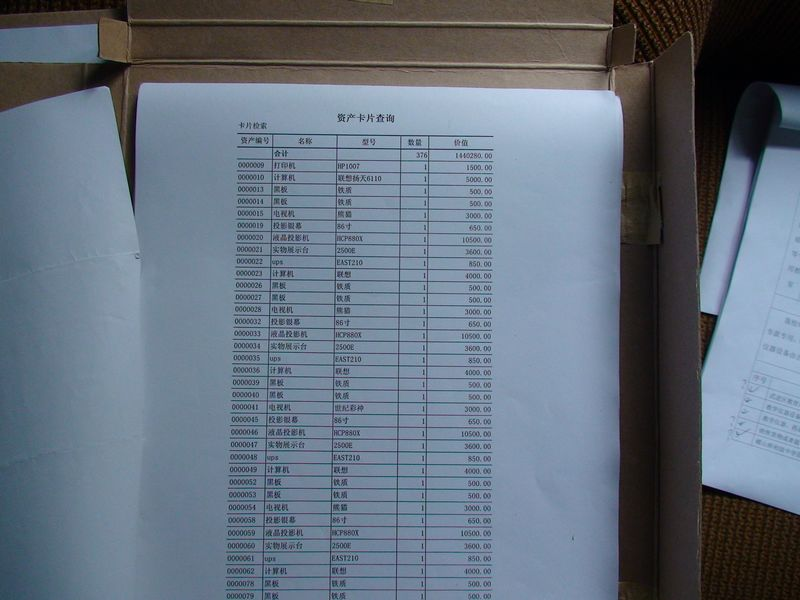 资产卡片查询
卡片检索
资产编号 名称 型号 数量 价值
合计 376 1440280.00
0000009 打印机 HP1007 1 1500.00
0000010 计算机 联想扬天6110 1 5000.00
0000013 黑板 铁质 1 500.00
0000014 黑板 铁质 1 500.00
0000015 电视机 熊猫 1 3000.00
0000019 投影银幕 86寸 1 650.00
0000020 液晶投影机 HCP880X 1 10500.00
0000021 实物展示台 2500E 1 3600.00
0000022 ups EAST210 1 850.00
0000023 计算机 联想 1 4000.00
0000026 黑板 铁质 1 500.00
0000027 黑板 铁质 1 500.00
0000028 电视机 熊猫 1 3000.00
0000032 投影银幕 86寸 1 650.00
0000033 液晶投影机 HCP880X 1 10500.00
0000034 实物展示台 2500E 1 3600.00
0000035 ups EAST210 1 850.00
0000036 计算机 联想 1 4000.00
0000039 黑板 铁质 1 500.00
0000040 黑板 铁质 1 500.00
0000041 电视机 世纪彩神 1 3000.00
0000045 投影银幕 86寸 1 650.00
0000046 液晶投影机 HCP880X 1 10500.00
0000047 实物展示台 2500E 1 3600.00
0000048 ups EAST210 1 850.00
0000049 计算机 联想 1 4000.00
0000052 黑板 铁质 1 500.00
0000053 黑板 铁质 1 500.00
0000054 电视机 熊猫 1 3000.00
0000058 投影银幕 86寸 1 650.00
0000059 液晶投影机 HCP880X 1 10500.00
0000060 实物展示台 2500E 1 3600.00
0000061 ups EAST210 1 850.00
0000062 计算机 联想 1 4000.00
0000078 黑板 铁质 1 500.00
0000079 黑板 铁质 1 500.00
序号